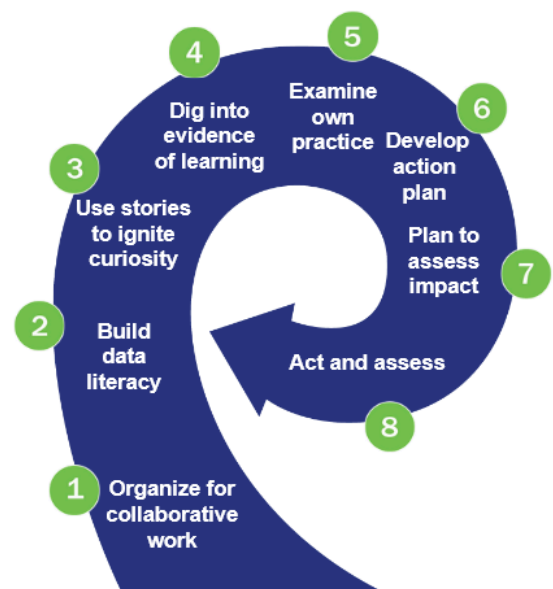 1
Organize for
collaborative
work
2
Build
data
literacy
3
Use stories
to ignite
curiosity
4
Dig into
evidence
of learning
5
Examine
own
practice
6
Develop
action
plan
7
Plan to
assess
impact
8
Act and assess